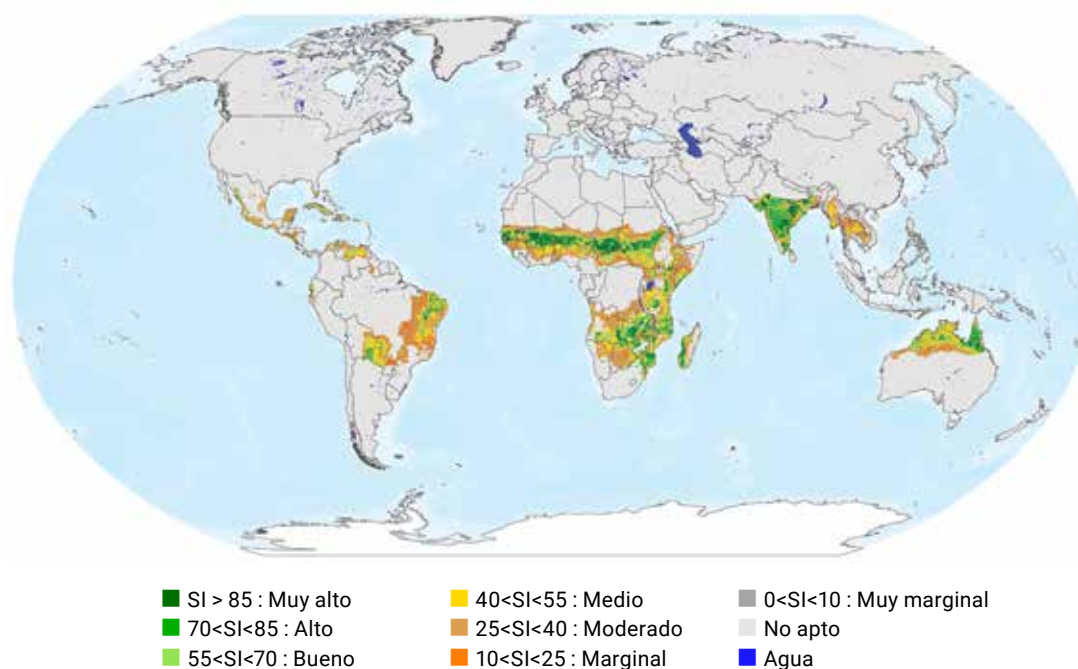 SI > 85 : Muy alto
70<SI<85 : Alto
55<SI<70 : Bueno
40<SI<55 : Medio
25<SI<40 : Moderado
10<SI<25 : Marginal
0<SI<10 : Muy marginal
No apto
Agua